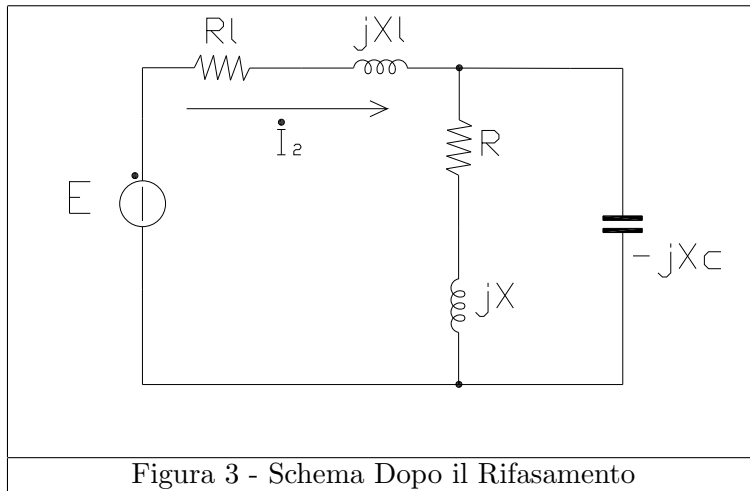 Rl
jXl
İ₂
R
E
-jXc
jX
Figura 3 - Schema Dopo il Rifasamento